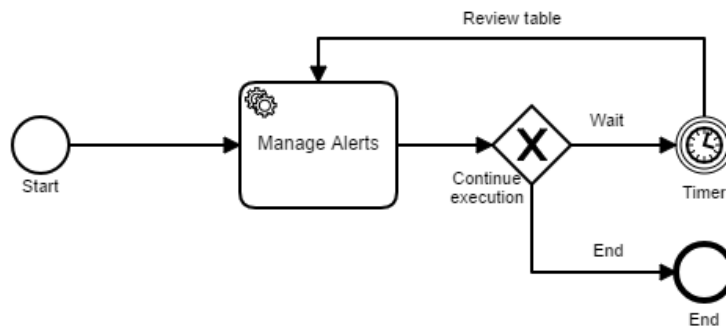 Review table
Manage Alerts
Wait
Start
Continue
execution
Timer
End
End